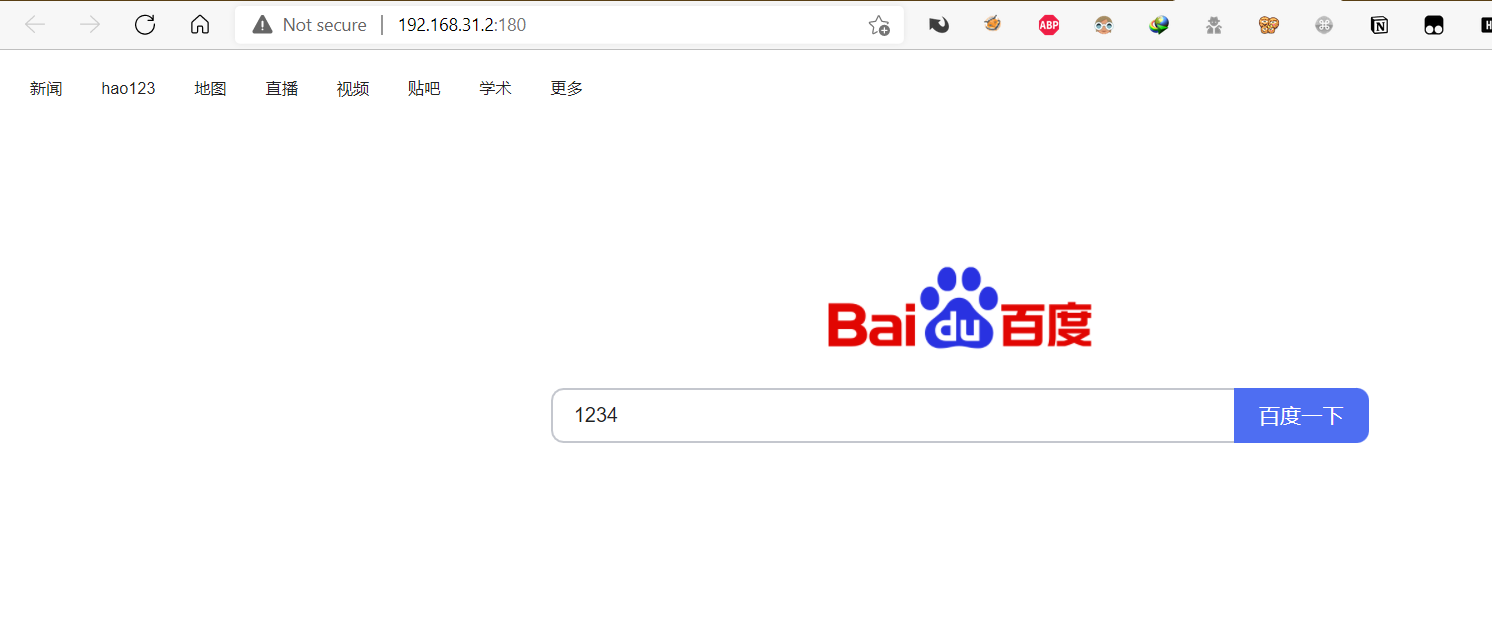 Not secure 192.168.31.2:180 ABP N H
新闻 hao123 地图 直播 视频 贴吧 学术 更多
Bai du 百度
1234 百度一下